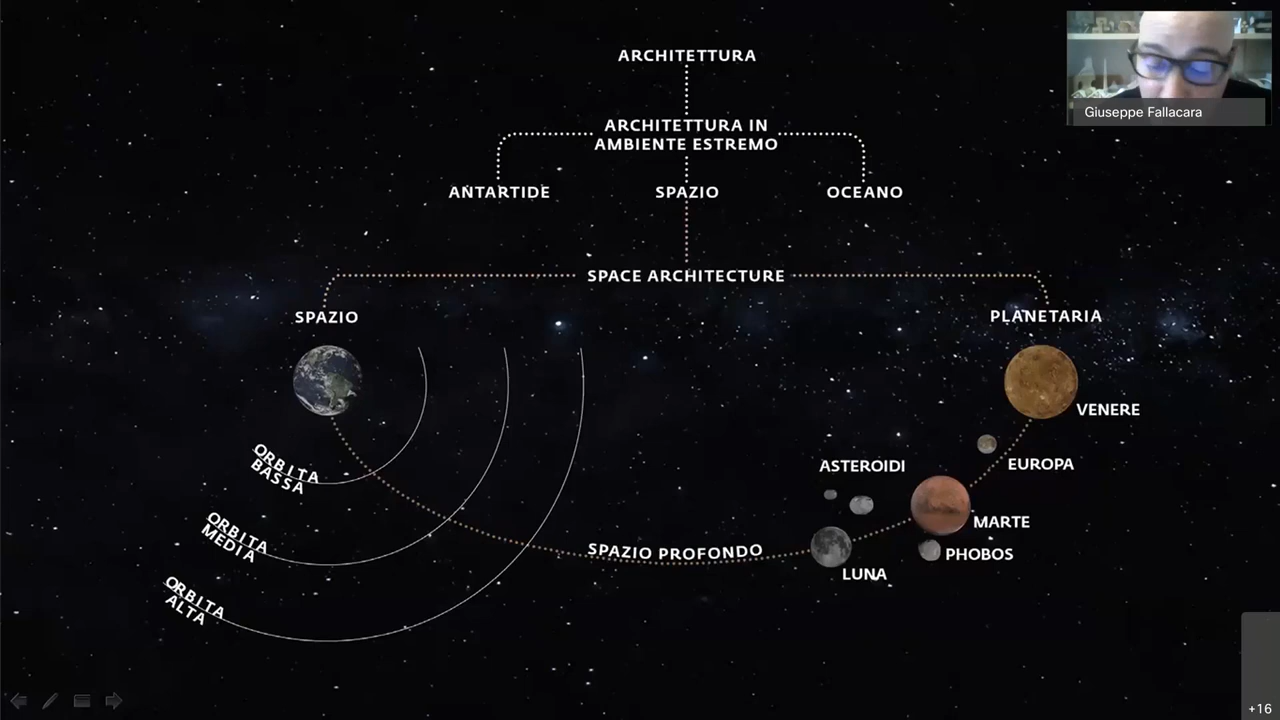 ARCHITETTURA
Giuseppe Fallacara
ARCHITETTURA IN
AMBIENTE ESTREMO
ANTARTIDE
SPAZIO
OCEANO
SPACE ARCHITECTURE
SPAZIO
PLANETARIA
VENERE
ORBITA
BASSA
ASTEROIDI
EUROPA
ORBITA
MEDIA
MARTE
SPAZIO PROFONDO
PHOBOS
LUNA
ORBITA
ALTA
+16